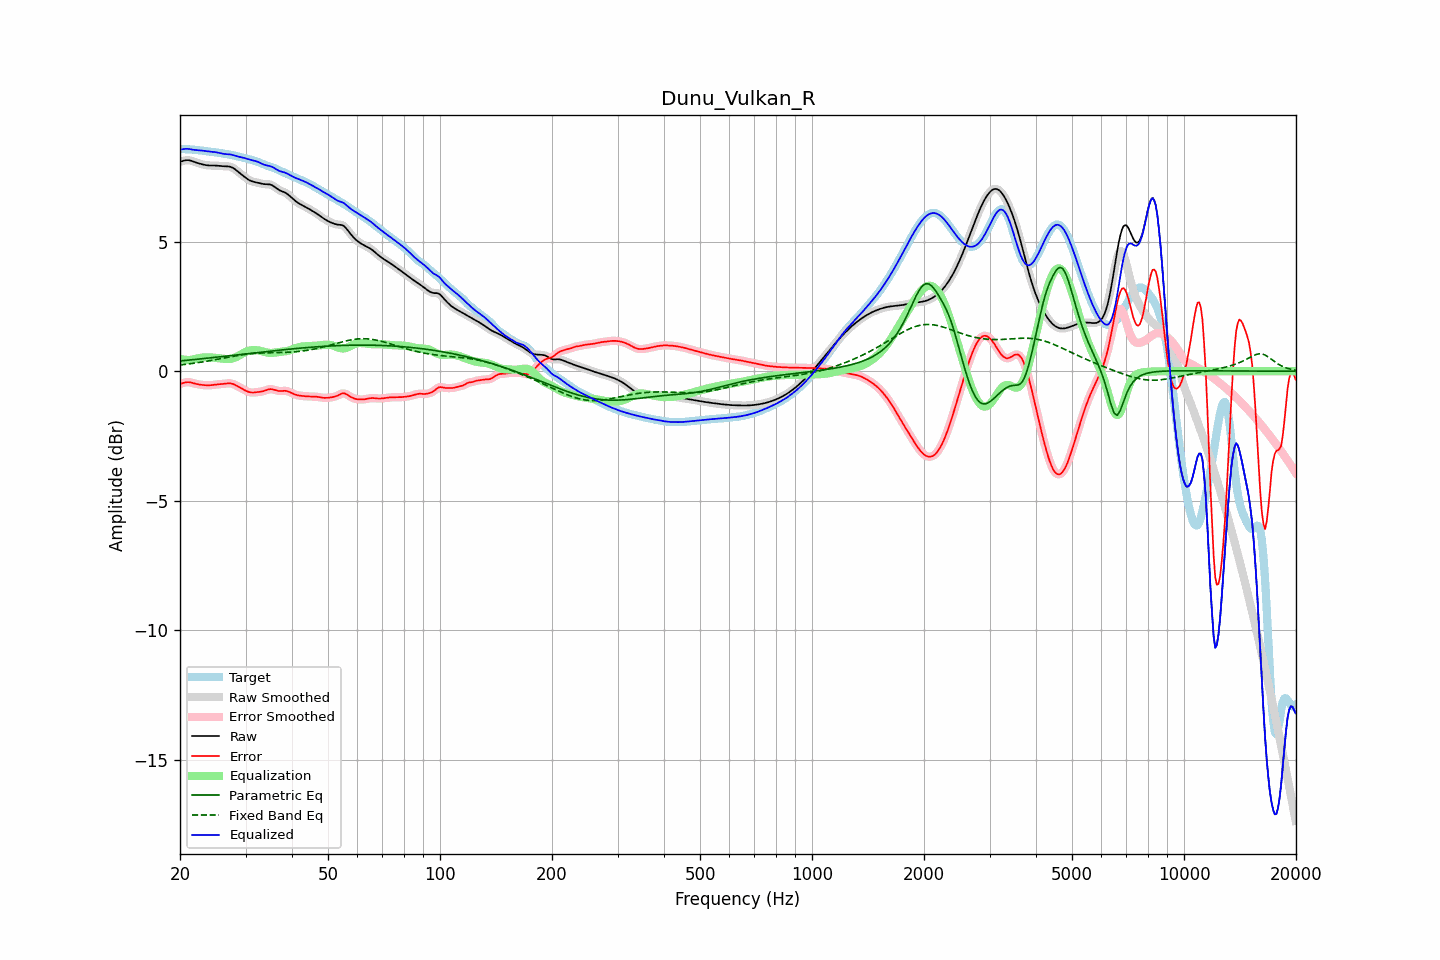 Dunu_Vulkan_R
Amplitude (dBr)
5
0
−5
−10
−15
Target
Raw Smoothed
Error Smoothed
Raw
Error
Equalization
Parametric Eq
Fixed Band Eq
Equalized
20 50 100 200 500 1000 2000 5000 10000 20000
Frequency (Hz)